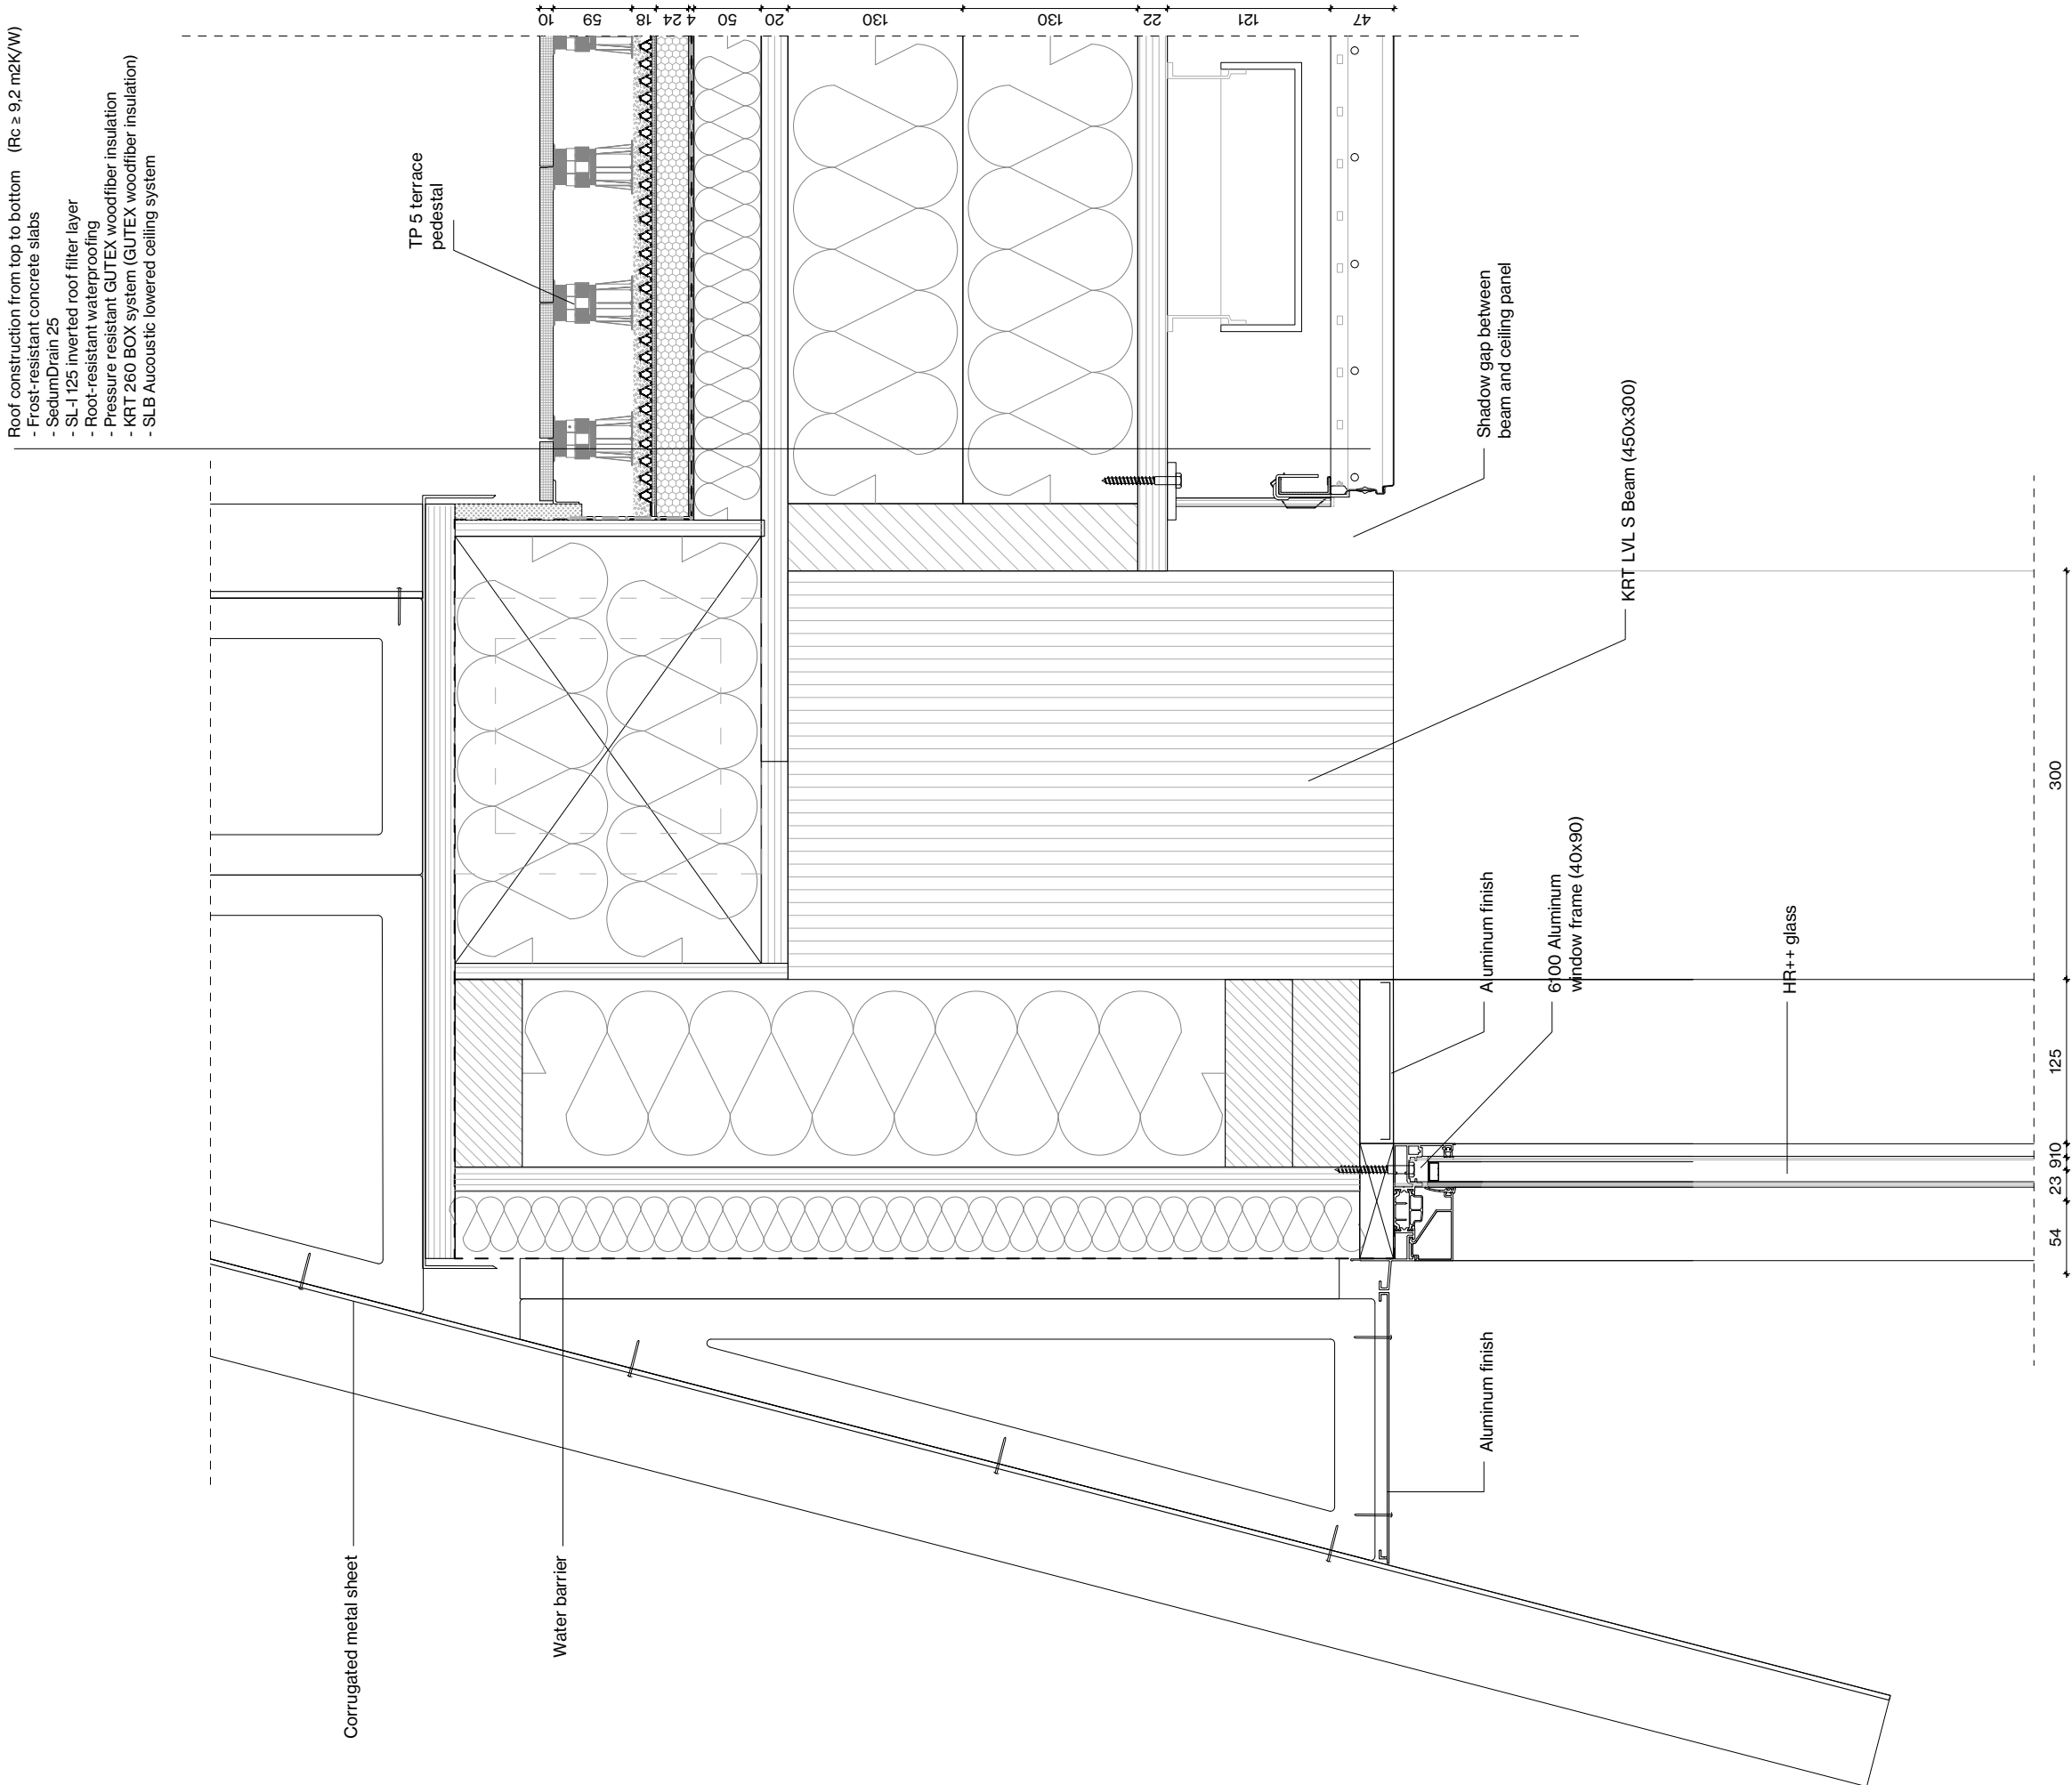 Roof construction from top to bottom (Rc ≥ 9,2 m2K/W)
- Frost-resistant concrete slabs
- SedumDrain 25
- SL-I 125 inverted roof filter layer
- Root-resistant waterproofing
- Pressure resistant GUTEX woodfiber insulation
- KRT 260 BOX system (GUTEX woodfiber insulation)
- SLB Aucoustic lowered ceiling system
TP 5 terrace
pedestal
10
59
18
24
4
50
20
130
130
22
121
47
Shadow gap between
beam and ceiling panel
KRT LVL S Beam (450x300)
Aluminum finish
6100 Aluminum
window frame (40x90)
HR++ glass
Corrugated metal sheet
Water barrier
Aluminum finish
54
23
9
10
125
300